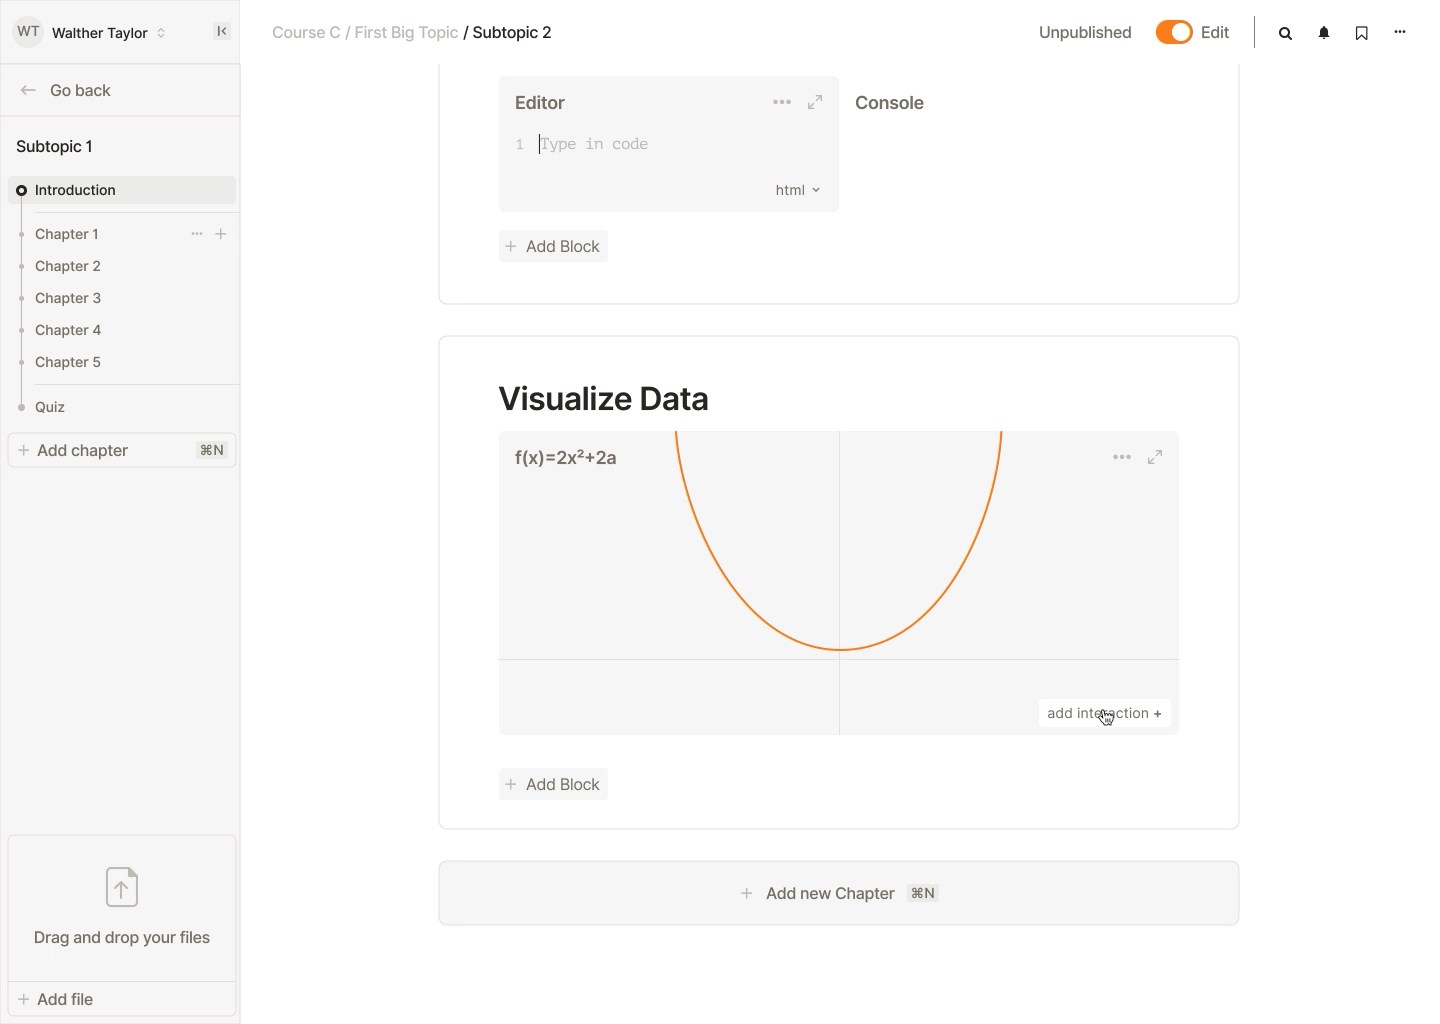 WT Walther Taylor
Go back
Subtopic 1
Introduction
Chapter 1
Chapter 2
Chapter 3
Chapter 4
Chapter 5
Quiz
+ Add chapter ⌘N
Drag and drop your files
+ Add file
Course C / First Big Topic / Subtopic 2
Unpublished Edit
Editor
1 Type in code
html
Console
+ Add Block
Visualize Data
f(x)=2x²+2a
add interaction +
+ Add Block
+ Add new Chapter ⌘N